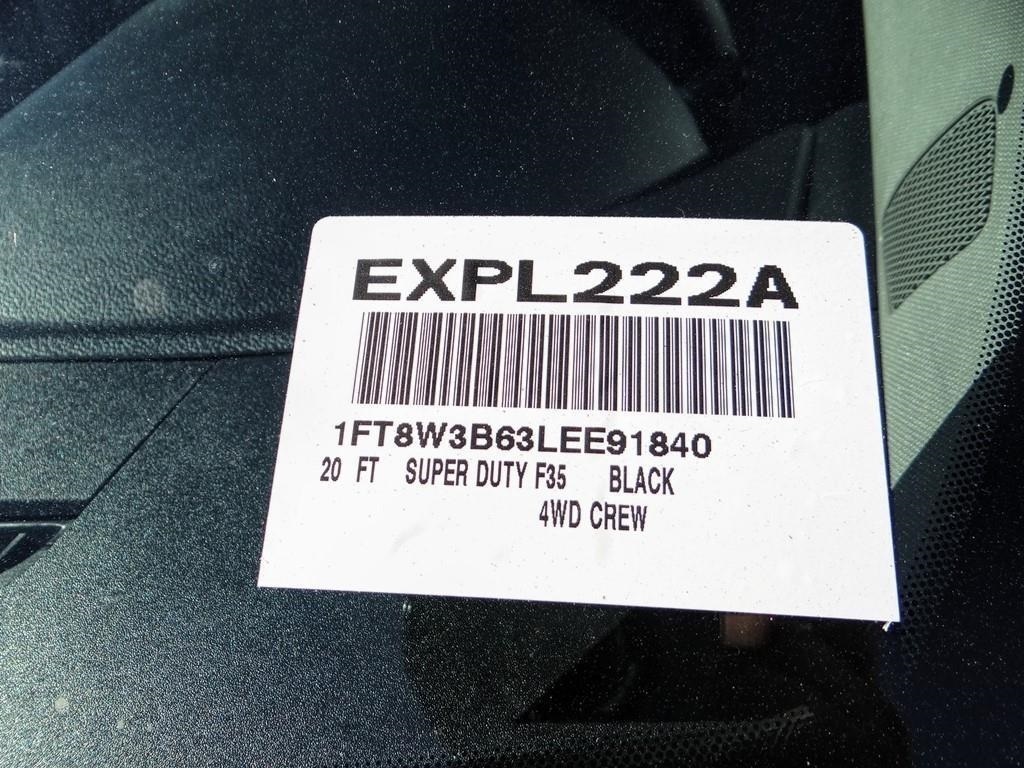 EXPL222A
1FT8W3B63LEE91840
20 FT SUPER DUTY F35 BLACK
4WD CREW